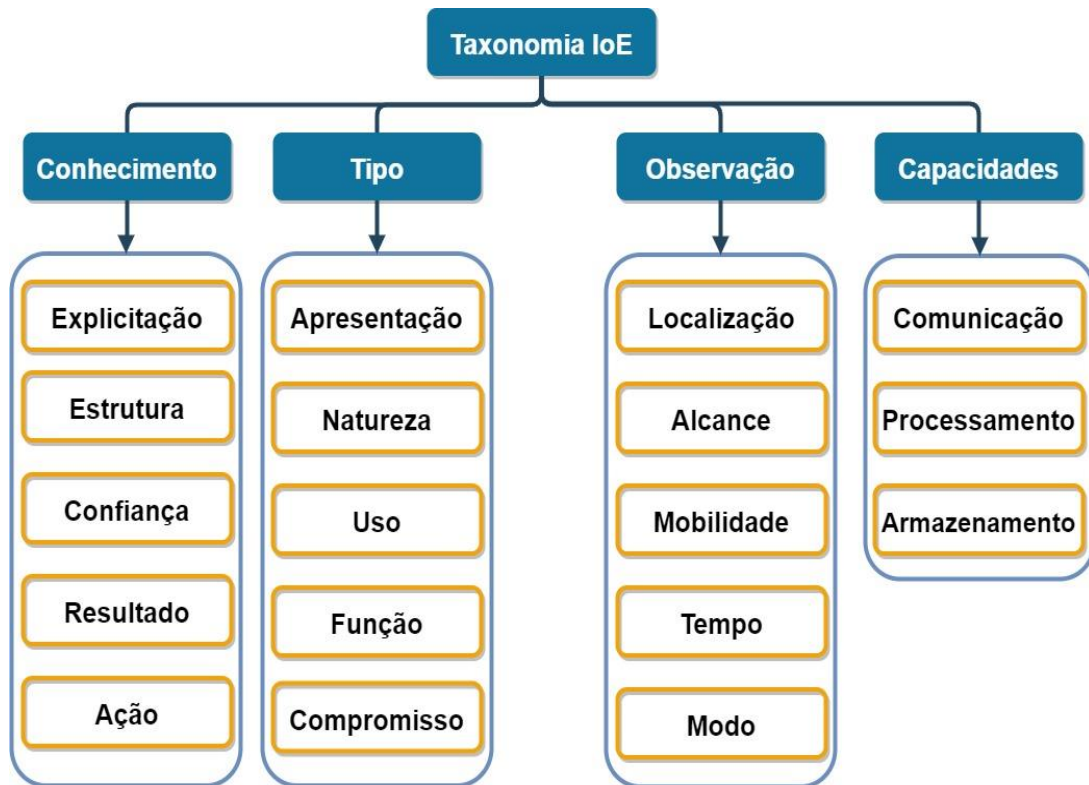 Taxonomia IoE
Conhecimento
Tipo
Observação
Capacidades
Explicitação
Estrutura
Confiança
Resultado
Ação
Apresentação
Natureza
Uso
Função
Compromisso
Localização
Alcance
Mobilidade
Tempo
Modo
Comunicação
Processamento
Armazenamento